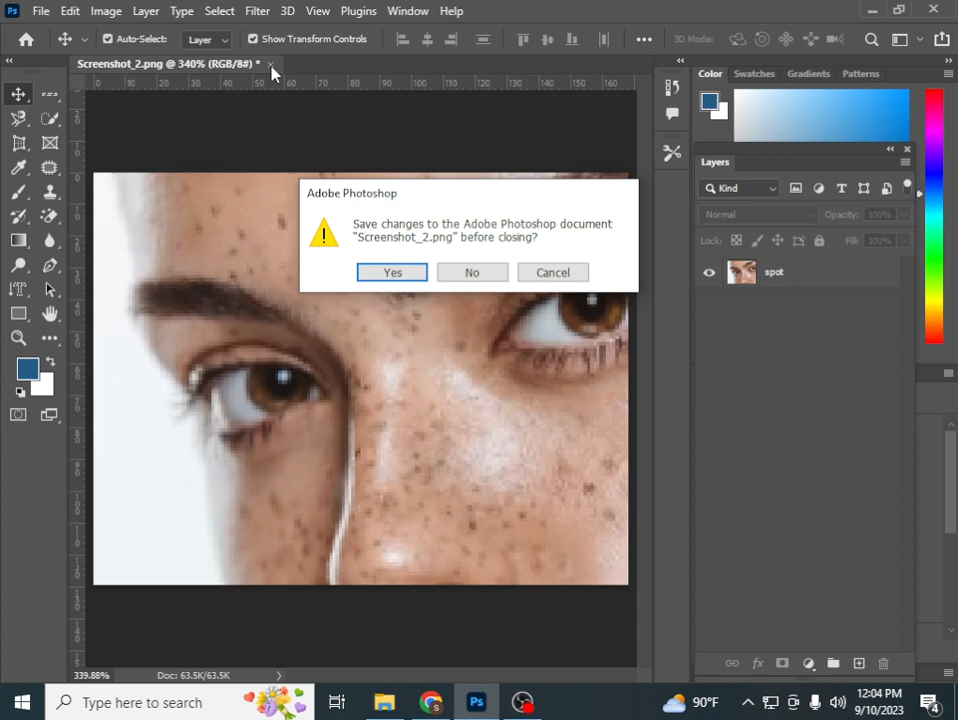 Ps File Edit Image Layer Type Select Filter 3D View Plugins Window Help
Auto-Select: Layer Show Transform Controls 3D Mode:
Screenshot_2.png @ 340% (RGB/8#) *
Color Swatches Gradients Patterns
Layers
Kind
Normal Opacity: 100%
Lock: Fill: 100%
spot
Adobe Photoshop
Save changes to the Adobe Photoshop document
“Screenshot_2.png” before closing?
Yes No Cancel
339.88% Doc: 63.5K/63.5K
Type here to search
Ps
90°F
12:04 PM
9/10/2023
4